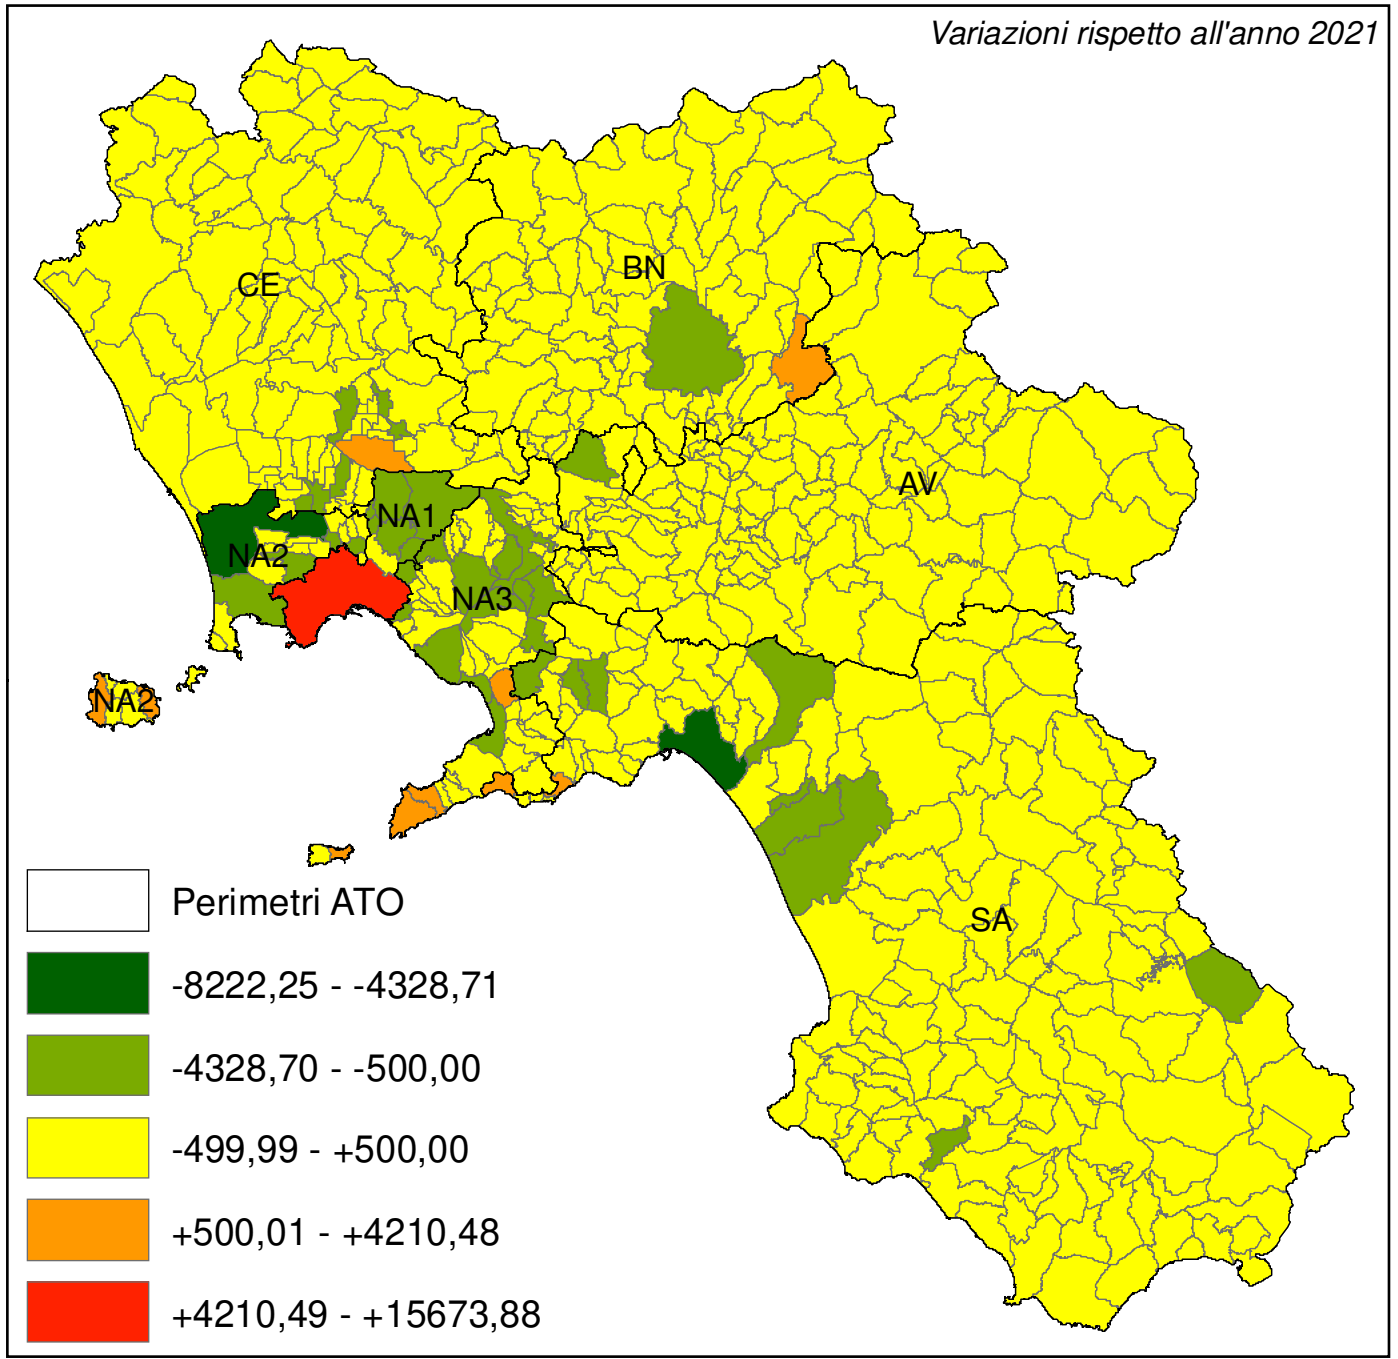 Variazioni rispetto all'anno 2021
BN
CE
AV
NA1
NA2
NA3
NA2
SA
Perimetri ATO
-8222,25 - -4328,71
-4328,70 - -500,00
-499,99 - +500,00
+500,01 - +4210,48
+4210,49 - +15673,88